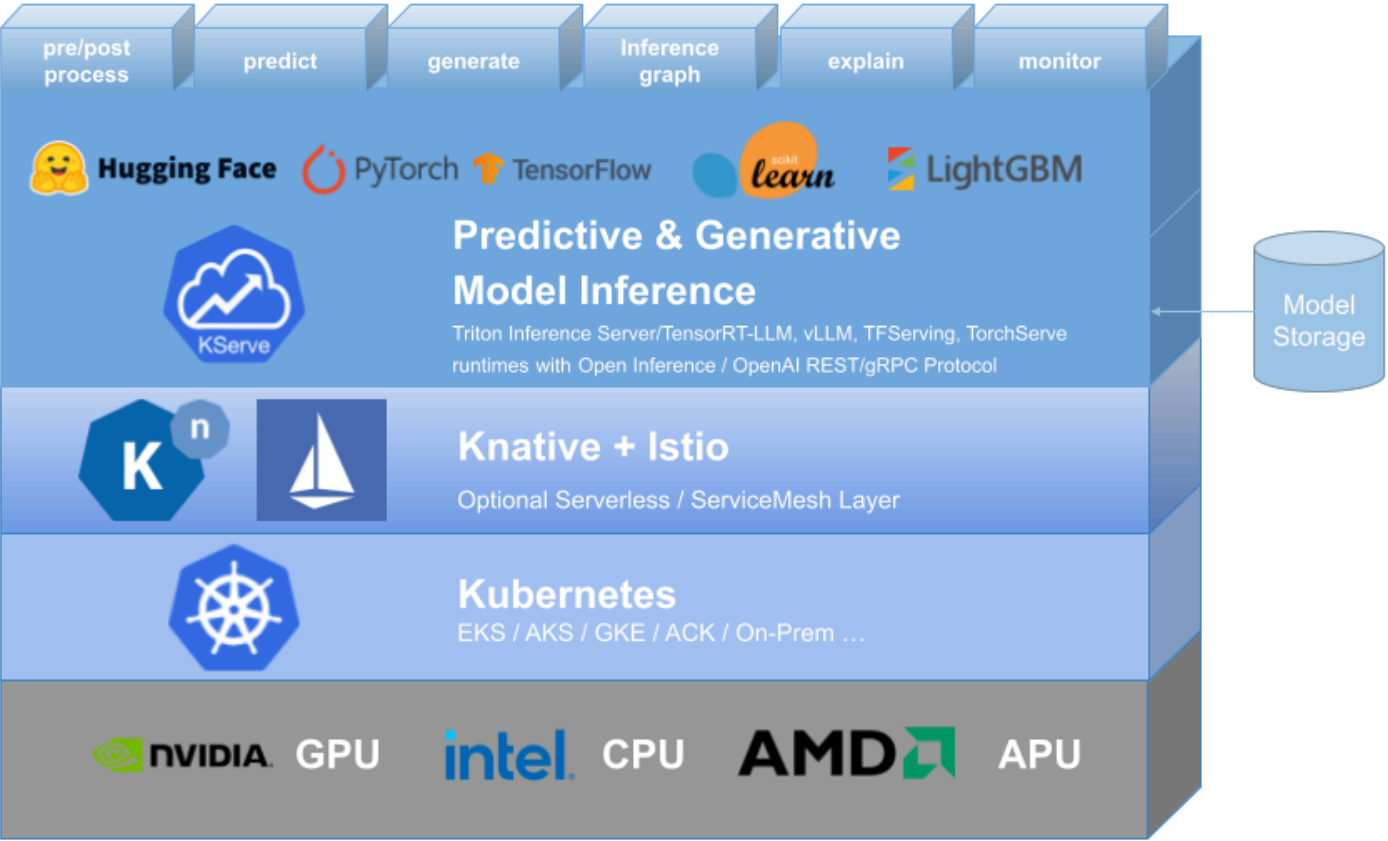 pre/post
process
predict
generate
Inference
graph
explain
monitor
Hugging Face
PyTorch
TensorFlow
scikit
learn
LightGBM
Predictive & Generative
Model Inference
Triton Inference Server/TensorRT-LLM, vLLM, TFServing, TorchServe
runtimes with Open Inference / OpenAI REST/gRPC Protocol
KServe
Model
Storage
K
n
Knative + Istio
Optional Serverless / ServiceMesh Layer
Kubernetes
EKS / AKS / GKE / ACK / On-Prem …
NVIDIA. GPU
intel. CPU
AMD APU